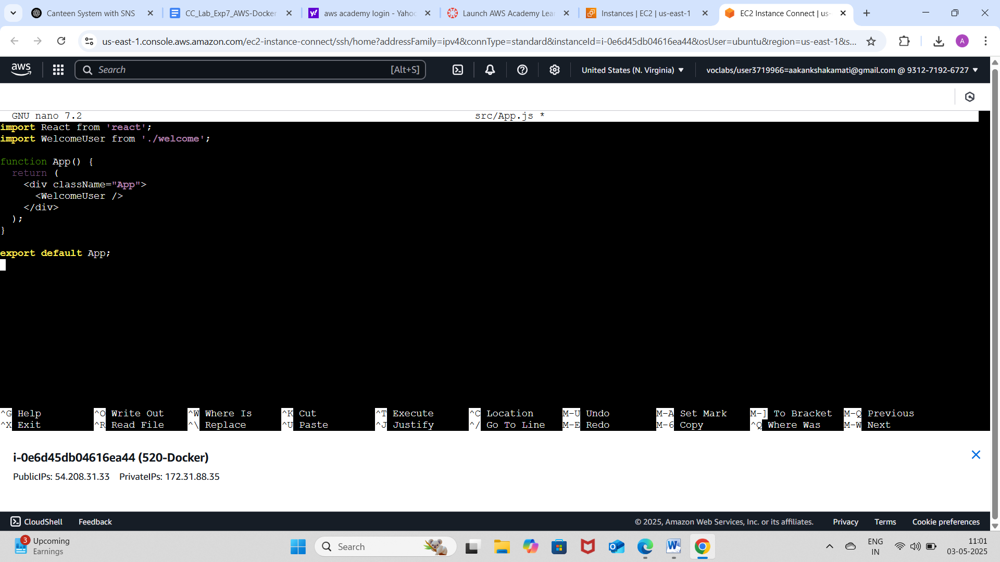 Canteen System with SNS
CC_Lab_Exp7_AWS-Docker
aws academy login - Yahoo
Launch AWS Academy Lea
Instances | EC2 | us-east-1
EC2 Instance Connect | us-
us-east-1.console.aws.amazon.com/ec2-instance-connect/ssh/home?addressFamily=ipv4&connType=standard&instanceId=i-0e6d45db04616ea44&osUser=ubuntu&region=us-east-1&s...
A
aws
Search [Alt+S]
United States (N. Virginia) ▼
voclabs/user3719966=aakankshakamati@gmail.com @ 9312-7192-6727 ▼
GNU nano 7.2 src/App.js *
import React from 'react';
import WelcomeUser from './welcome';
function App() {
return (
<div className="App">
<WelcomeUser />
</div>
);
}
export default App;
^G Help ^O Write Out ^W Where Is ^K Cut ^T Execute ^C Location M-U Undo M-A Set Mark M-] To Bracket M-Q Previous
^X Exit ^R Read File ^\ Replace ^U Paste ^J Justify ^/ Go To Line M-E Redo M-6 Copy ^Q Where Was M-W Next
i-0e6d45db04616ea44 (520-Docker)
PublicIPs: 54.208.31.33 PrivateIPs: 172.31.88.35
CloudShell Feedback © 2025, Amazon Web Services, Inc. or its affiliates. Privacy Terms Cookie preferences
3
Upcoming
Earnings
Search
ENG
IN
11:01
03-05-2025